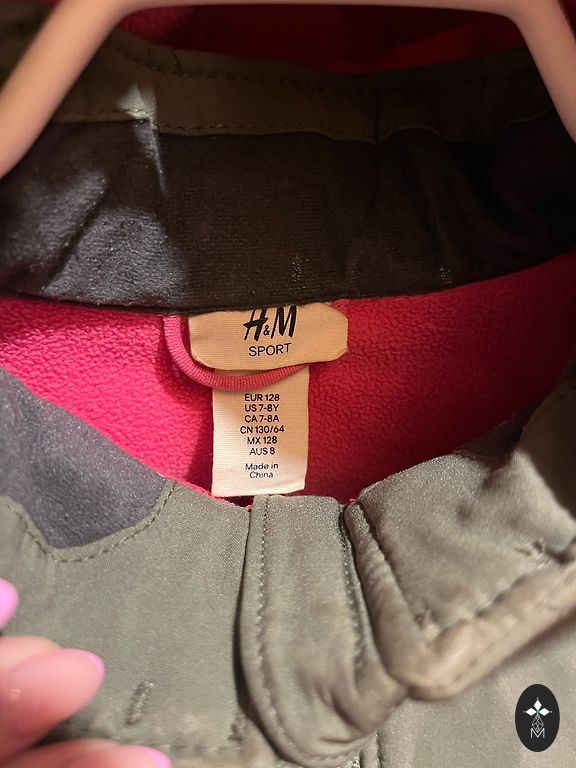 H&M
SPORT
EUR 128
US 7-8Y
CA 7-8A
CN 130/64
MX 128
AUS 8
Made in
China
M